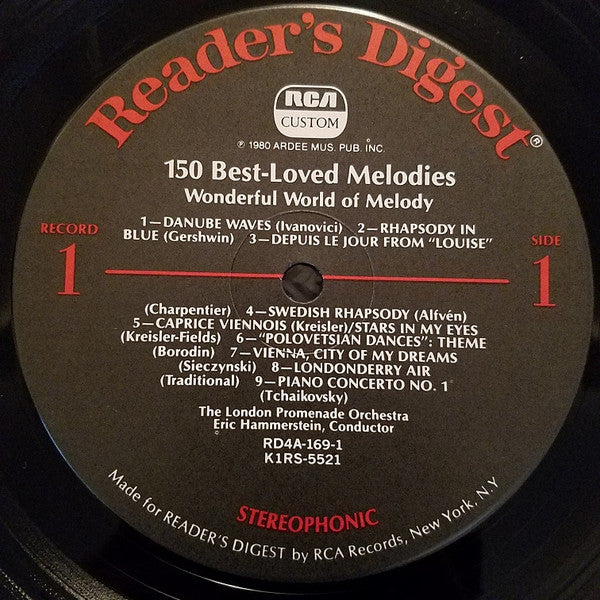 Reader's Digest®
RCA
CUSTOM
℗ 1980 ARDEE MUS. PUB. INC.
150 Best-Loved Melodies
Wonderful World of Melody
1—DANUBE WAVES (Ivanovici) 2—RHAPSODY IN
BLUE (Gershwin) 3—DEPUIS LE JOUR FROM "LOUISE"
RECORD
1
SIDE
1
(Charpentier) 4—SWEDISH RHAPSODY (Alfvén)
5—CAPRICE VIENNOIS (Kreisler)/STARS IN MY EYES
(Kreisler-Fields) 6—"POLOVETSIAN DANCES": THEME
(Borodin) 7—VIENNA, CITY OF MY DREAMS
(Sieczynski) 8—LONDONDERRY AIR
(Traditional) 9—PIANO CONCERTO NO. 1
(Tchaikovsky)
The London Promenade Orchestra
Eric Hammerstein, Conductor
RD4A-169-1
K1RS-5521
STEREOPHONIC
Made for READER'S DIGEST by RCA Records, New York, N.Y